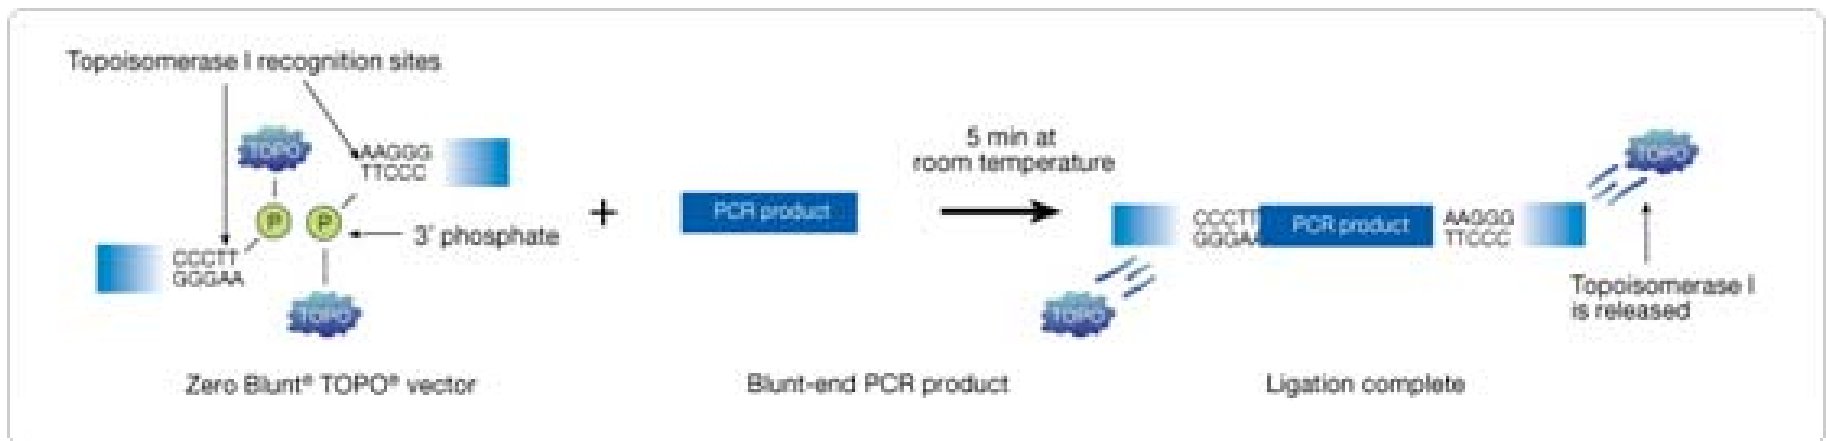 Topoisomerase I recognition sites
TOPO
AAGGG
TTCCC
P
P
3' phosphate
CCCTT
GGGAA
TOPO
Zero Blunt® TOPO® vector
+
PCR product
Blunt-end PCR product
5 min at
room temperature
CCCTT
GGGAA
PCR product
AAGGG
TTCCC
TOPO
TOPO
Topoisomerase I
is released
Ligation complete